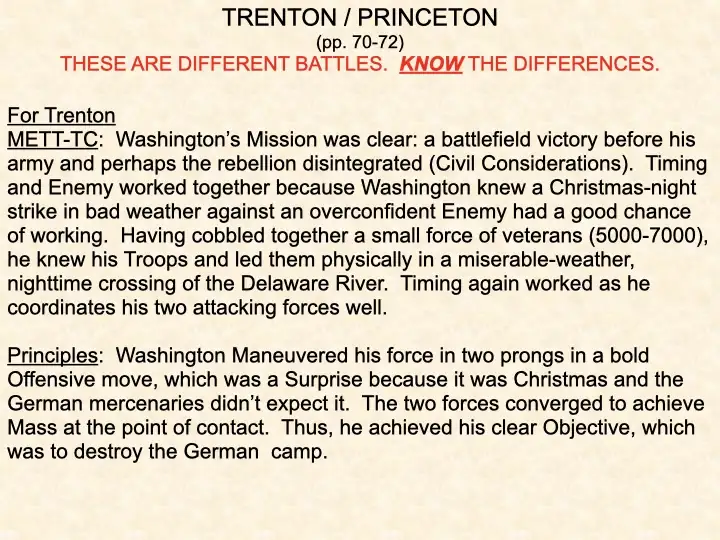 TRENTON / PRINCETON
(pp. 70-72)
THESE ARE DIFFERENT BATTLES.  KNOW THE DIFFERENCES.
For Trenton
METT-TC:  Washington’s Mission was clear: a battlefield victory before his
army and perhaps the rebellion disintegrated (Civil Considerations).  Timing
and Enemy worked together because Washington knew a Christmas-night
strike in bad weather against an overconfident Enemy had a good chance
of working.  Having cobbled together a small force of veterans (5000-7000),
he knew his Troops and led them physically in a miserable-weather,
nighttime crossing of the Delaware River.  Timing again worked as he
coordinates his two attacking forces well.
Principles:  Washington Maneuvered his force in two prongs in a bold
Offensive move, which was a Surprise because it was Christmas and the
German mercenaries didn’t expect it.  The two forces converged to achieve
Mass at the point of contact.  Thus, he achieved his clear Objective, which
was to destroy the German  camp.